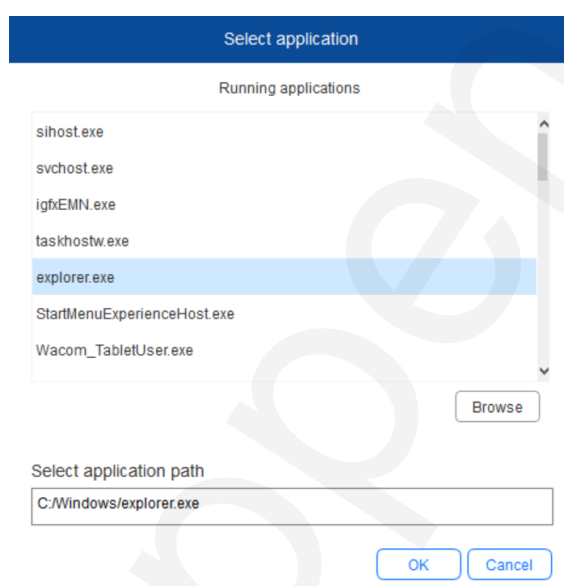 Select application
Running applications
sihost.exe
svchost.exe
igfxEMN.exe
taskhostw.exe
explorer.exe
StartMenuExperienceHost.exe
Wacom_TabletUser.exe
Browse
Select application path
C:/Windows/explorer.exe
OK Cancel